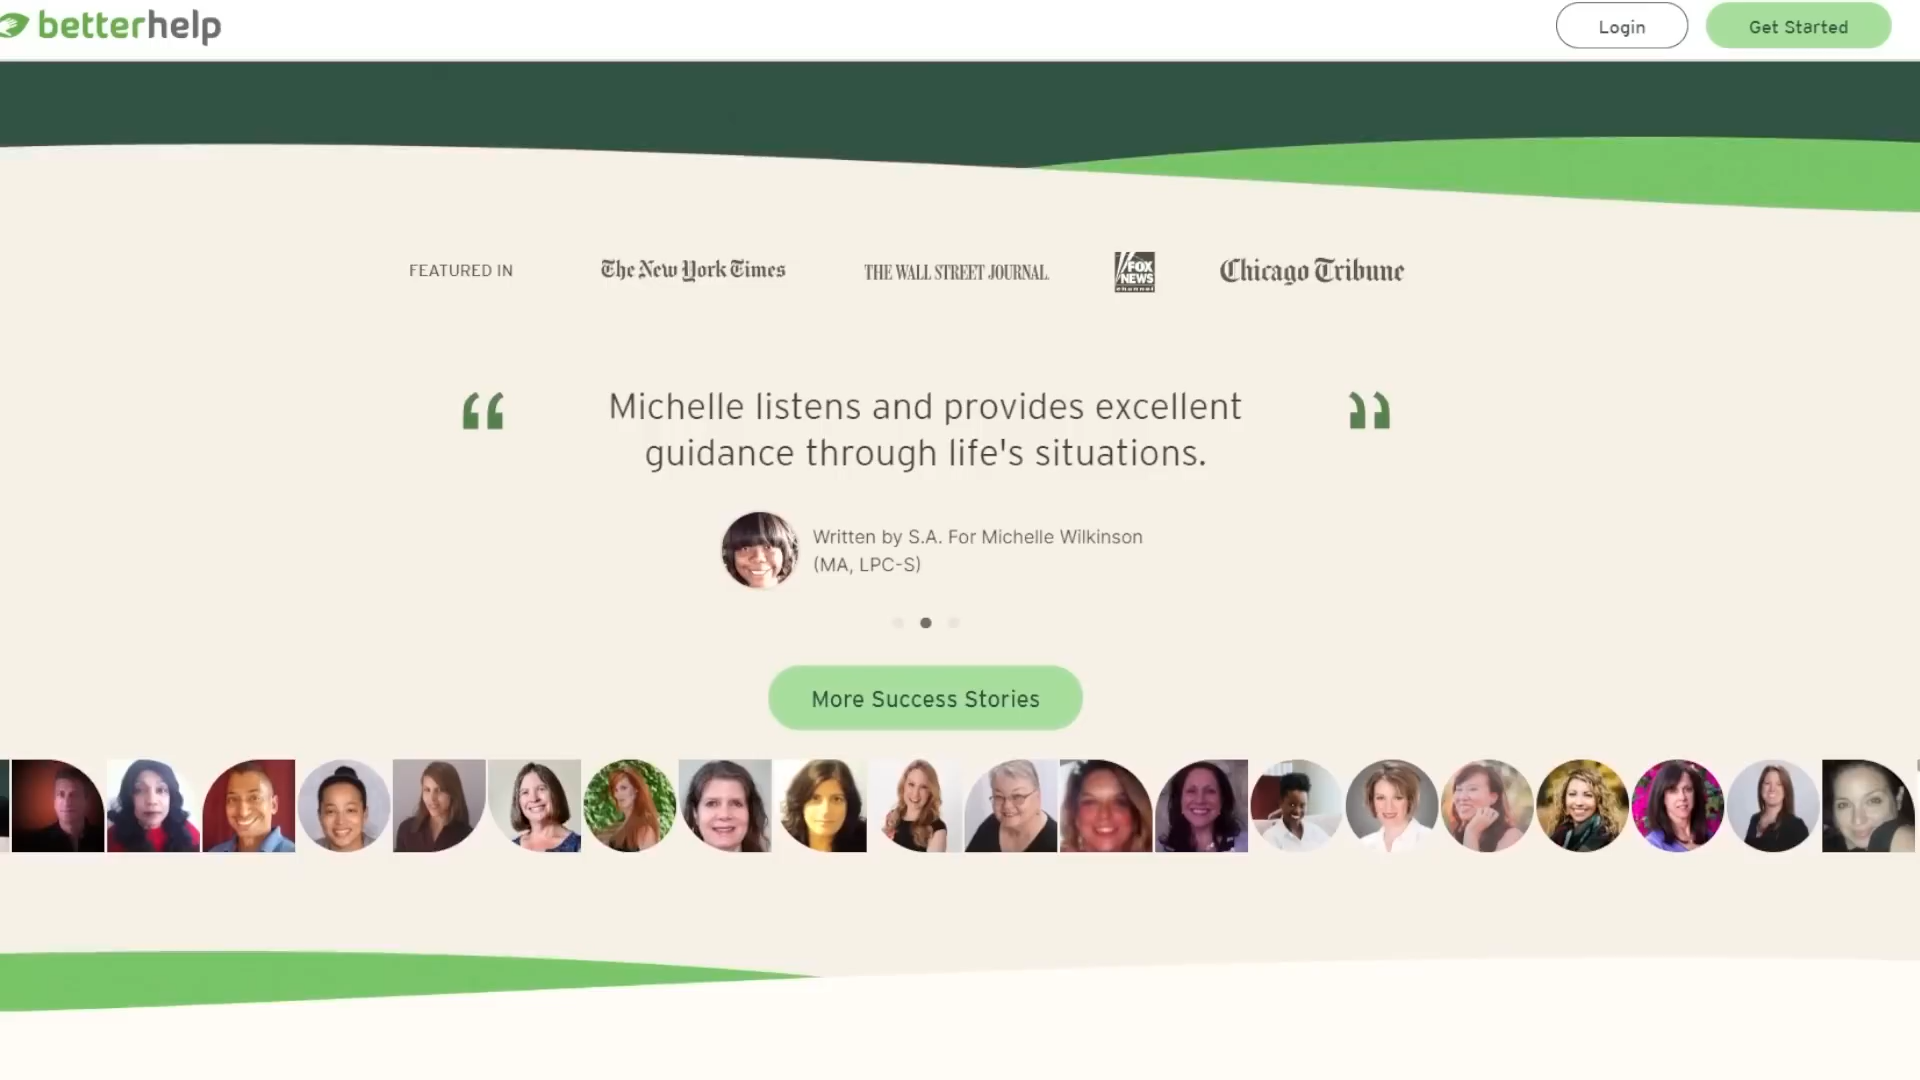 betterhelp
Login
Get Started
FEATURED IN
The New York Times
THE WALL STREET JOURNAL.
FOX
NEWS
channel
Chicago Tribune
“ Michelle listens and provides excellent ”
guidance through life's situations.
Written by S.A. For Michelle Wilkinson
(MA, LPC-S)
More Success Stories